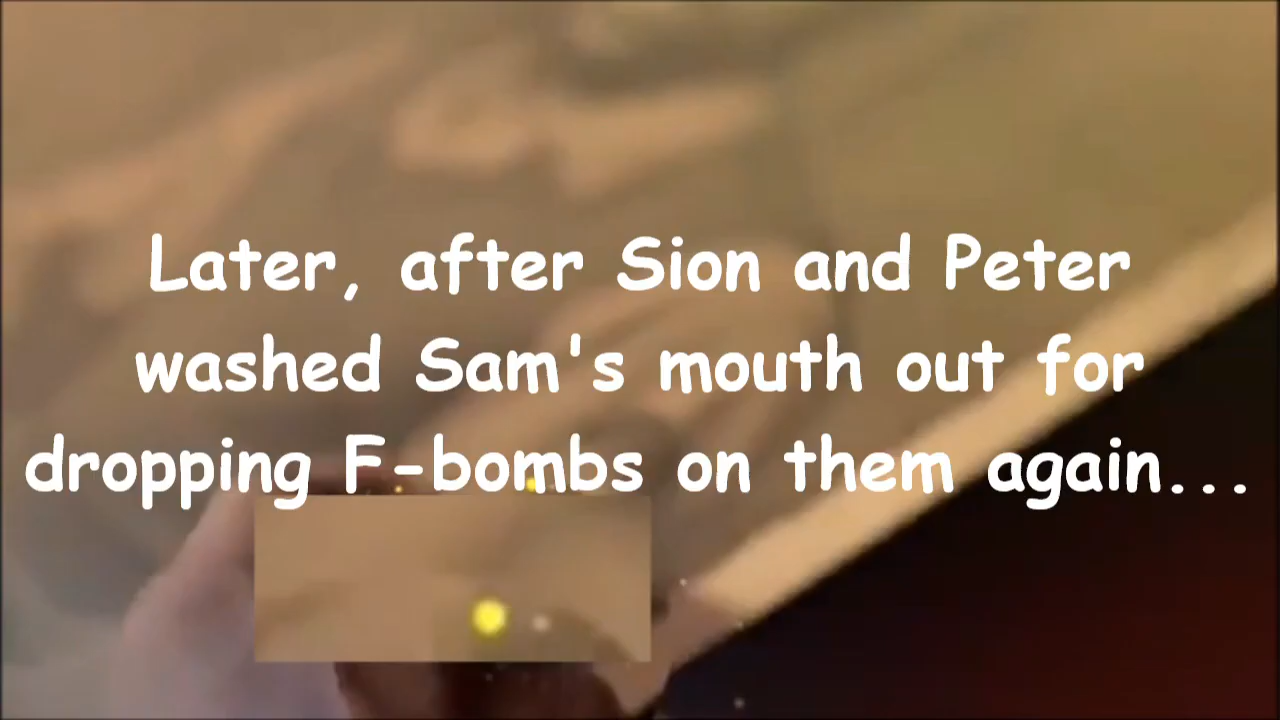 Later, after Sion and Peter
washed Sam's mouth out for
dropping F-bombs on them again...